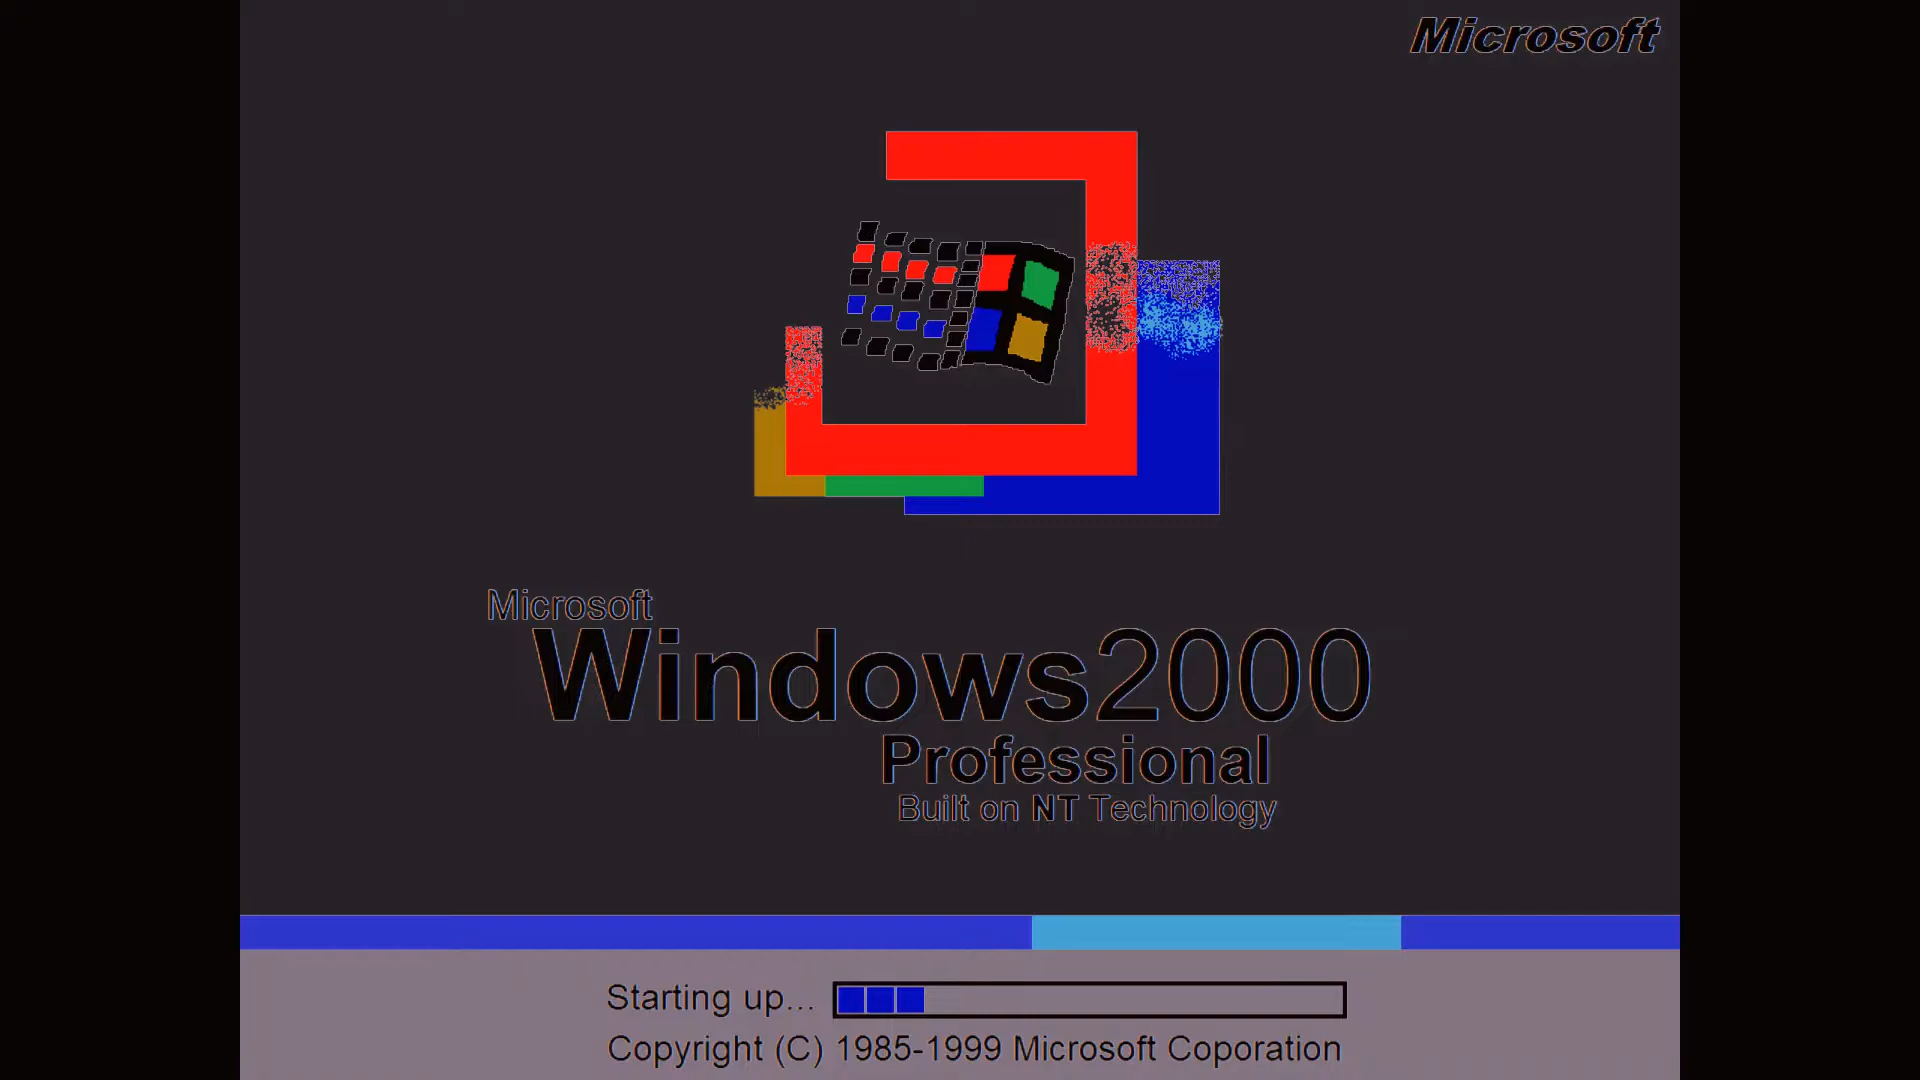 Microsoft
Microsoft
Windows2000
Professional
Built on NT Technology
Starting up...
Copyright (C) 1985-1999 Microsoft Coporation